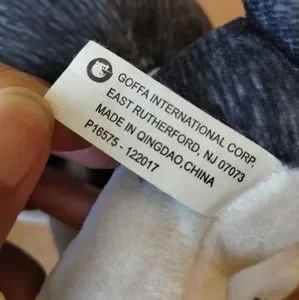 GOFFA INTERNATIONAL CORP.
EAST RUTHERFORD, NJ 07073
MADE IN QINGDAO,CHINA
P16575 - 122017